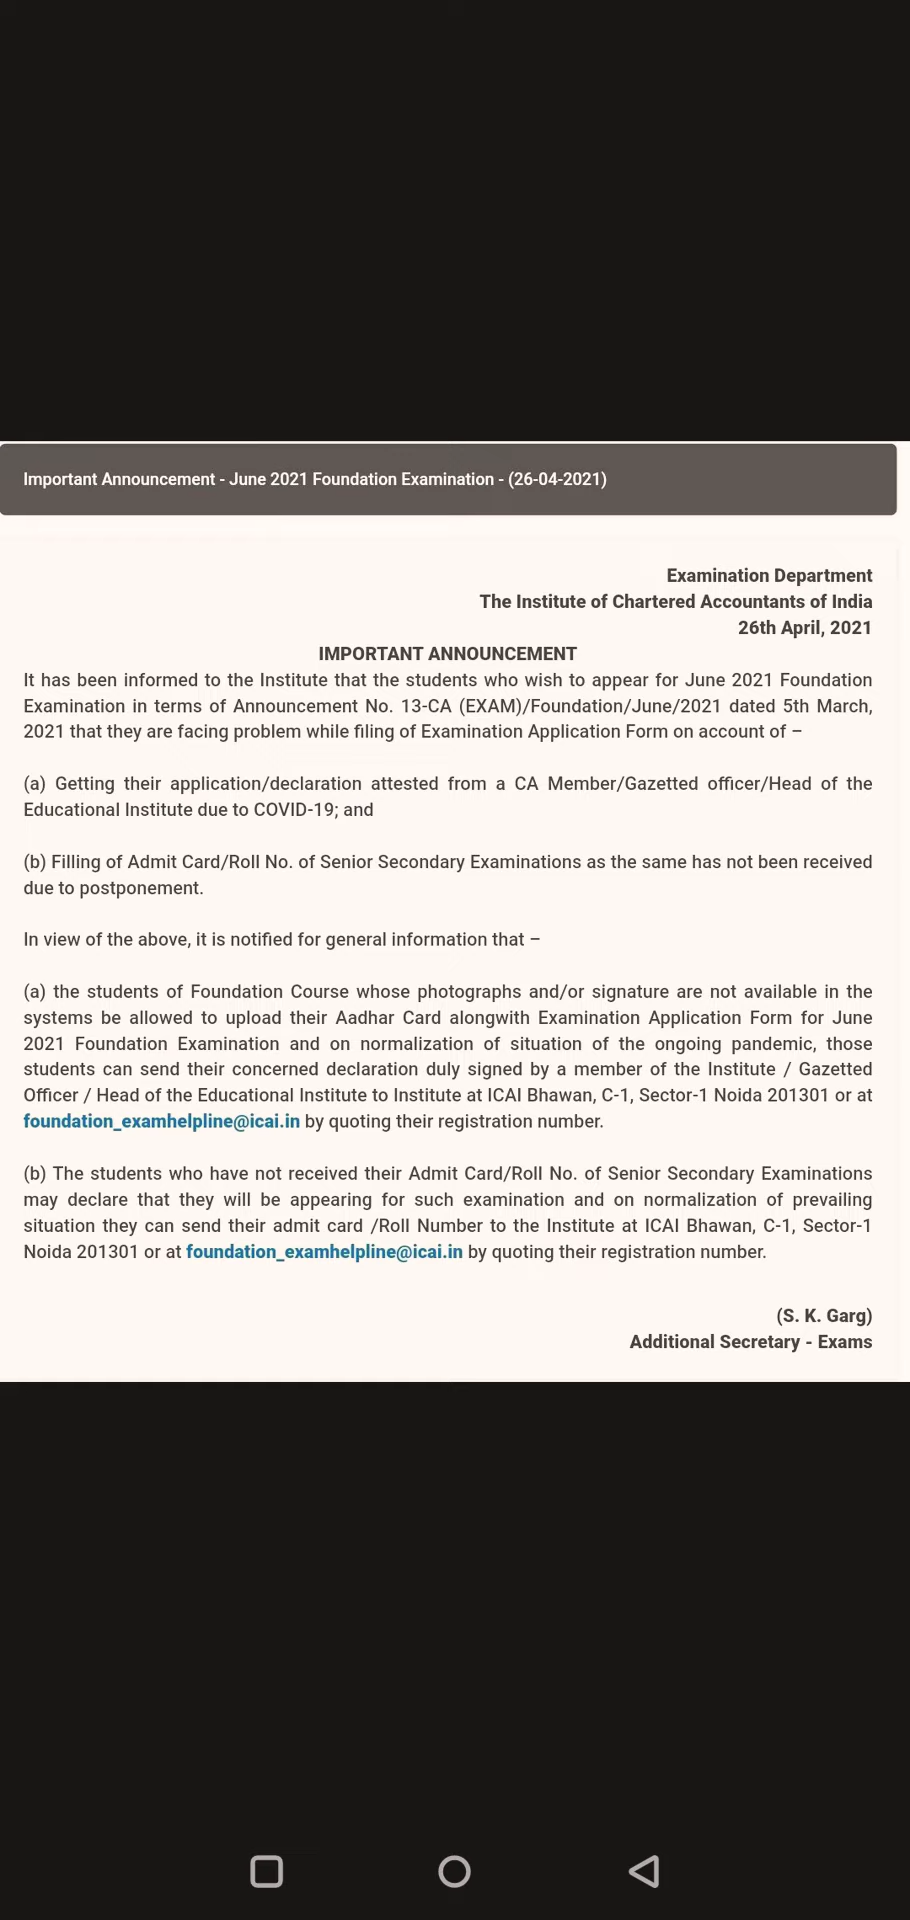 Important Announcement - June 2021 Foundation Examination - (26-04-2021)
Examination Department
The Institute of Chartered Accountants of India
26th April, 2021
IMPORTANT ANNOUNCEMENT
It has been informed to the Institute that the students who wish to appear for June 2021 Foundation
Examination in terms of Announcement No. 13-CA (EXAM)/Foundation/June/2021 dated 5th March,
2021 that they are facing problem while filing of Examination Application Form on account of –
(a) Getting their application/declaration attested from a CA Member/Gazetted officer/Head of the
Educational Institute due to COVID-19; and
(b) Filling of Admit Card/Roll No. of Senior Secondary Examinations as the same has not been received
due to postponement.
In view of the above, it is notified for general information that –
(a) the students of Foundation Course whose photographs and/or signature are not available in the
systems be allowed to upload their Aadhar Card alongwith Examination Application Form for June
2021 Foundation Examination and on normalization of situation of the ongoing pandemic, those
students can send their concerned declaration duly signed by a member of the Institute / Gazetted
Officer / Head of the Educational Institute to Institute at ICAI Bhawan, C-1, Sector-1 Noida 201301 or at
foundation_examhelpline@icai.in by quoting their registration number.
(b) The students who have not received their Admit Card/Roll No. of Senior Secondary Examinations
may declare that they will be appearing for such examination and on normalization of prevailing
situation they can send their admit card /Roll Number to the Institute at ICAI Bhawan, C-1, Sector-1
Noida 201301 or at foundation_examhelpline@icai.in by quoting their registration number.
(S. K. Garg)
Additional Secretary - Exams